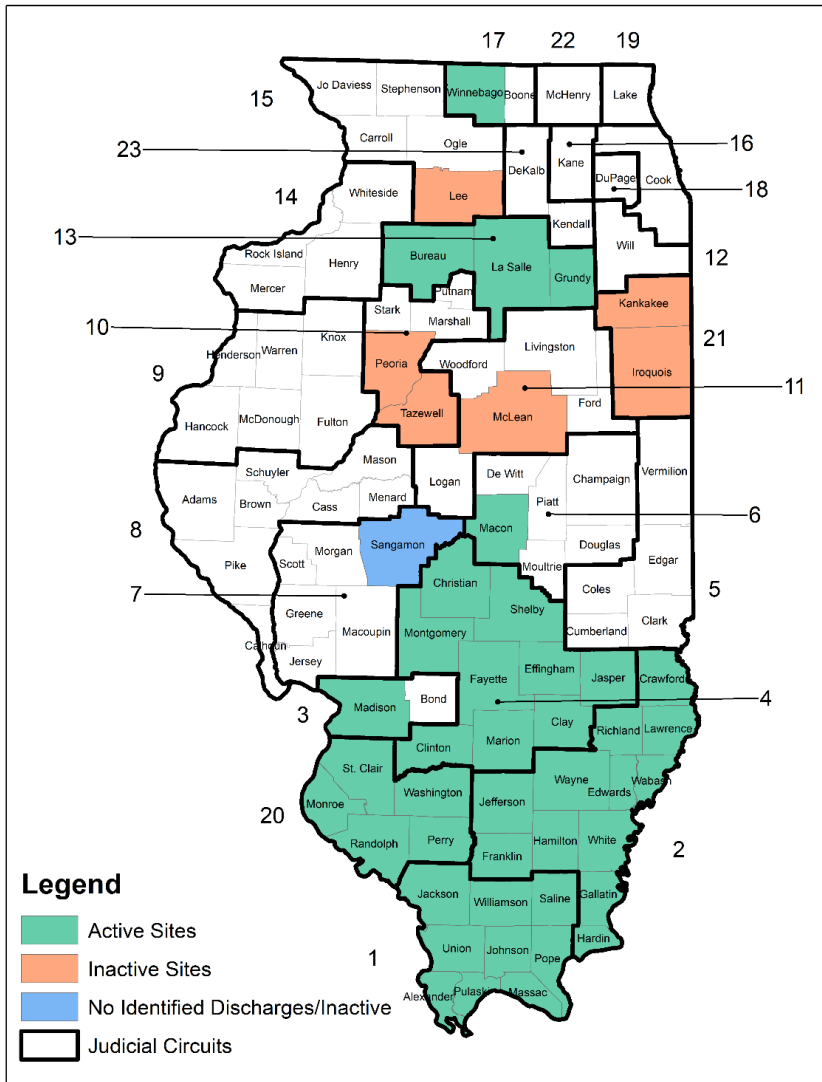 17 22 19
15
Jo Daviess Stephenson Winnebago Boone McHenry Lake
Carroll Ogle
23 16
DeKalb Kane DuPage Cook
18
14 Whiteside Lee
Kendall
13
Rock Island Bureau La Salle Will
Henry Grundy 12
Mercer Putnam
Stark Kankakee
10 Marshall
Knox 21
Henderson Warren Peoria Woodford Livingston
9 Iroquois
11
Tazewell McLean Ford
Hancock McDonough Fulton
Mason
Schuyler Logan De Witt Champaign Vermilion
Adams Menard Piatt
Brown Cass 6
8 Macon
Sangamon Douglas
Morgan Moultrie Edgar
Pike Scott
Christian Coles 5
7 Shelby
Greene Montgomery Cumberland Clark
Macoupin
Calhoun Effingham
Jersey Fayette Jasper Crawford
Madison Bond 4
3 Clay Richland Lawrence
Marion
Clinton
St. Clair Wayne Wabash
Washington Edwards
Monroe Jefferson
20
Randolph Perry Hamilton White 2
Franklin
Legend
Jackson Williamson Saline Gallatin
Active Sites
Hardin
Inactive Sites
1 Union Johnson Pope
No Identified Discharges/Inactive
Alexander Pulaski Massac
Judicial Circuits